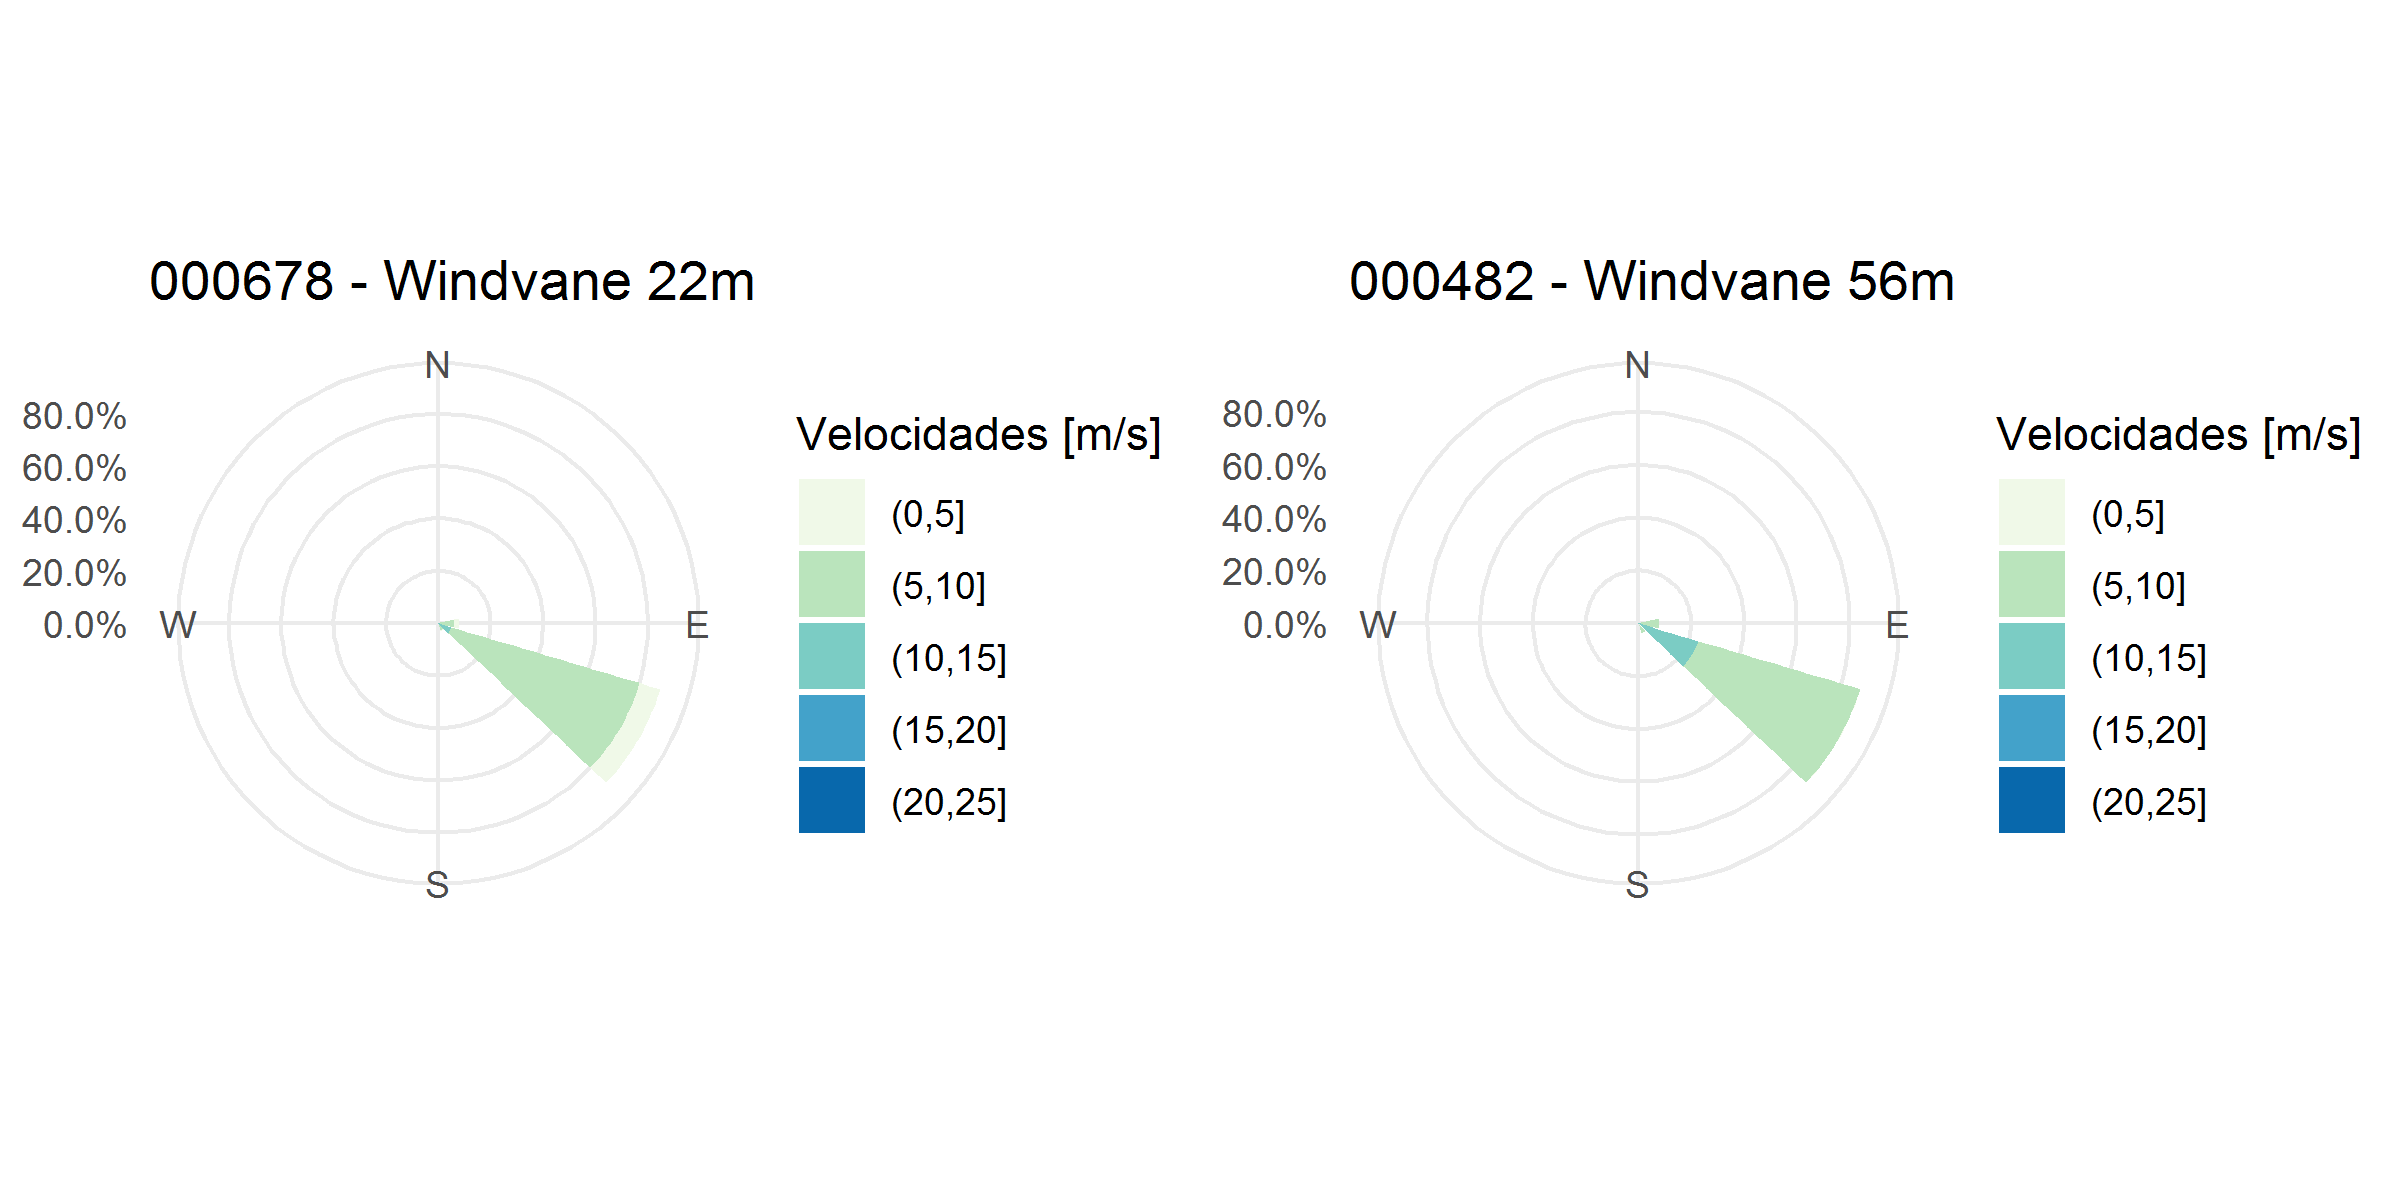 000678 - Windvane 22m
N
80.0%
60.0%
40.0%
20.0%
0.0%
W
E
S
Velocidades [m/s]
(0,5]
(5,10]
(10,15]
(15,20]
(20,25]
000482 - Windvane 56m
N
80.0%
60.0%
40.0%
20.0%
0.0%
W
E
S
Velocidades [m/s]
(0,5]
(5,10]
(10,15]
(15,20]
(20,25]